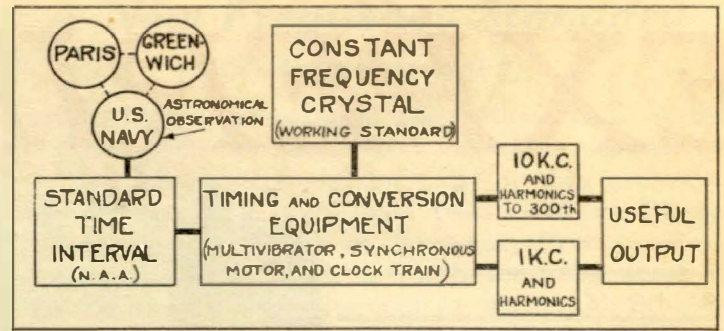 PARIS
GREEN-
WICH
U.S.
NAVY
ASTRONOMICAL
OBSERVATION
CONSTANT
FREQUENCY
CRYSTAL
(WORKING STANDARD)
STANDARD
TIME
INTERVAL
(N.A.A.)
TIMING AND CONVERSION
EQUIPMENT
(MULTIVIBRATOR, SYNCHRONOUS
MOTOR, AND CLOCK TRAIN)
10 K.C.
AND
HARMONICS
TO 300th
1 K.C.
AND
HARMONICS
USEFUL
OUTPUT